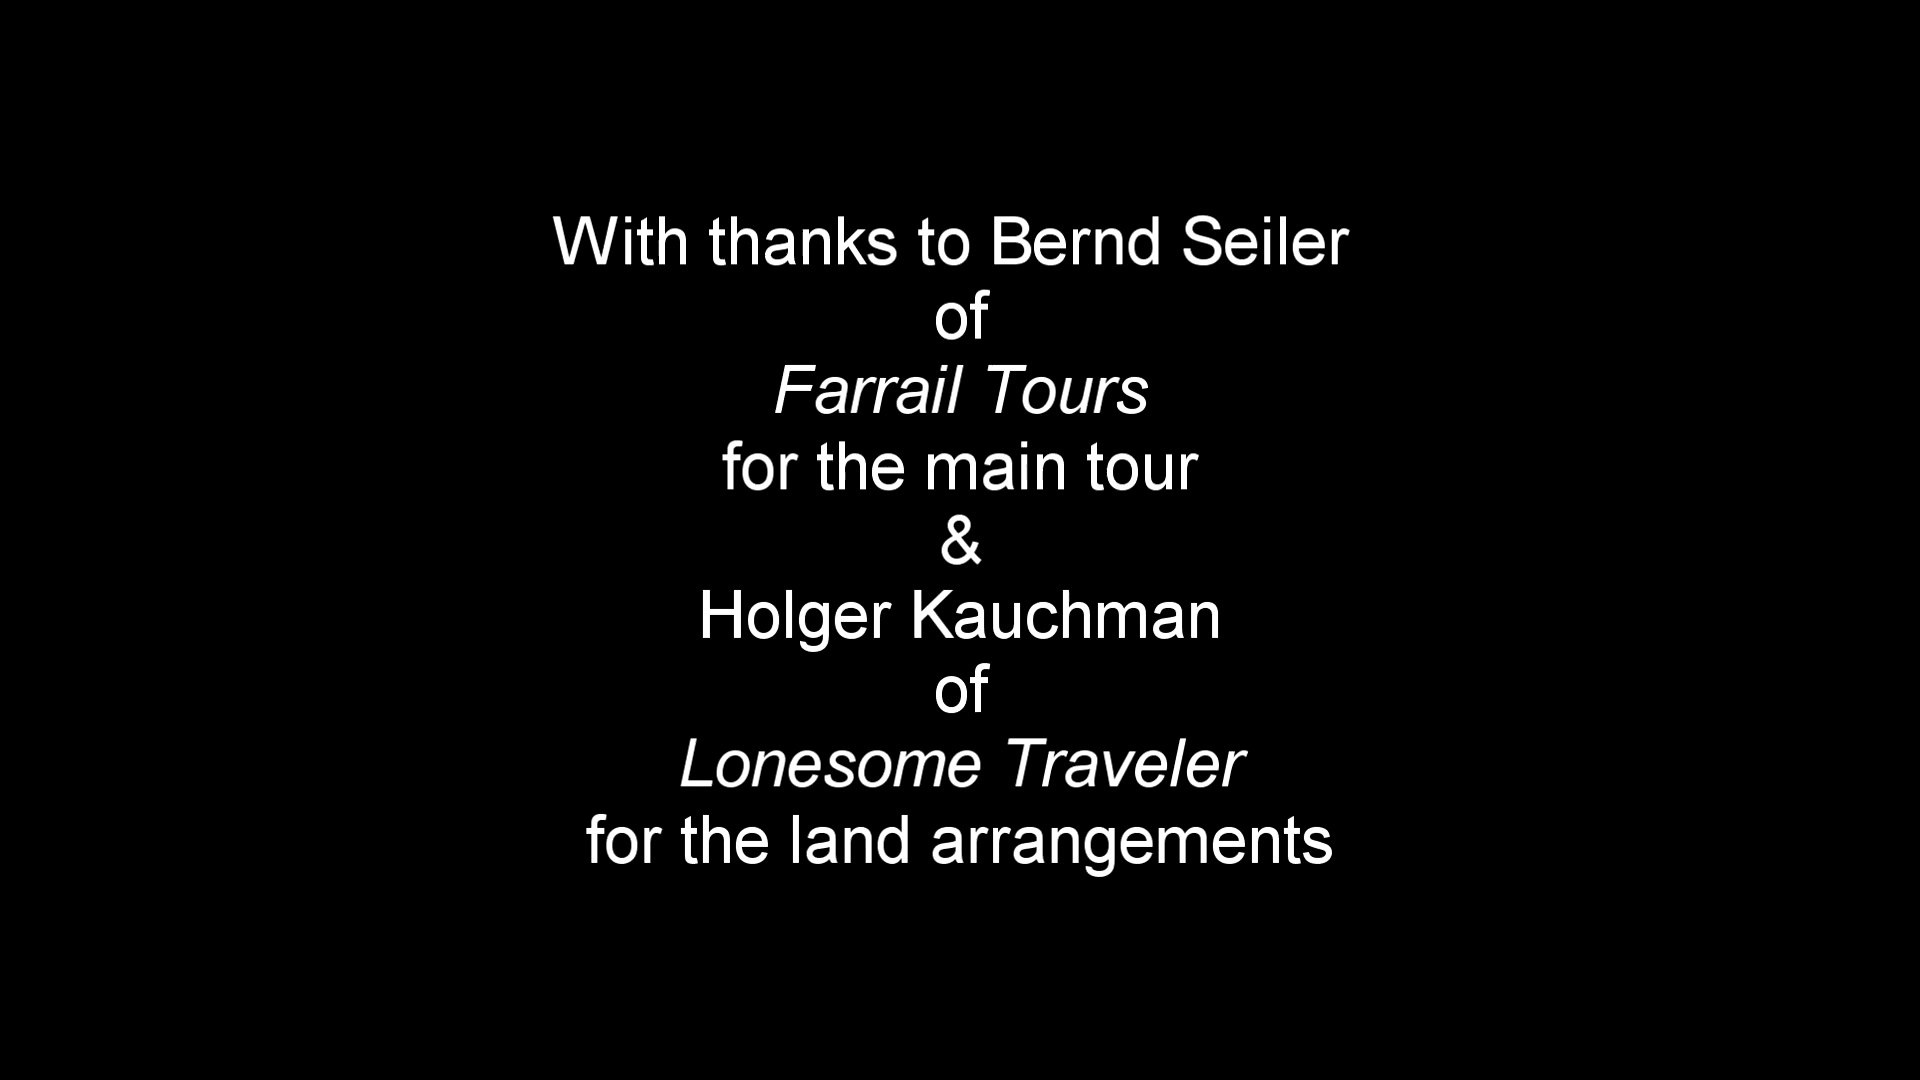 With thanks to Bernd Seiler
of
Farrail Tours
for the main tour
&
Holger Kauchman
of
Lonesome Traveler
for the land arrangements